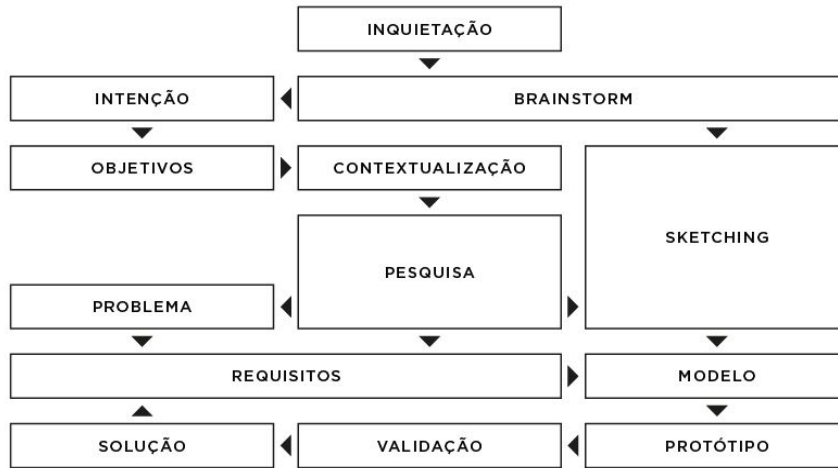 INQUIETAÇÃO
INTENÇÃO
BRAINSTORM
OBJETIVOS
CONTEXTUALIZAÇÃO
SKETCHING
PESQUISA
PROBLEMA
REQUISITOS
MODELO
SOLUÇÃO
VALIDAÇÃO
PROTÓTIPO